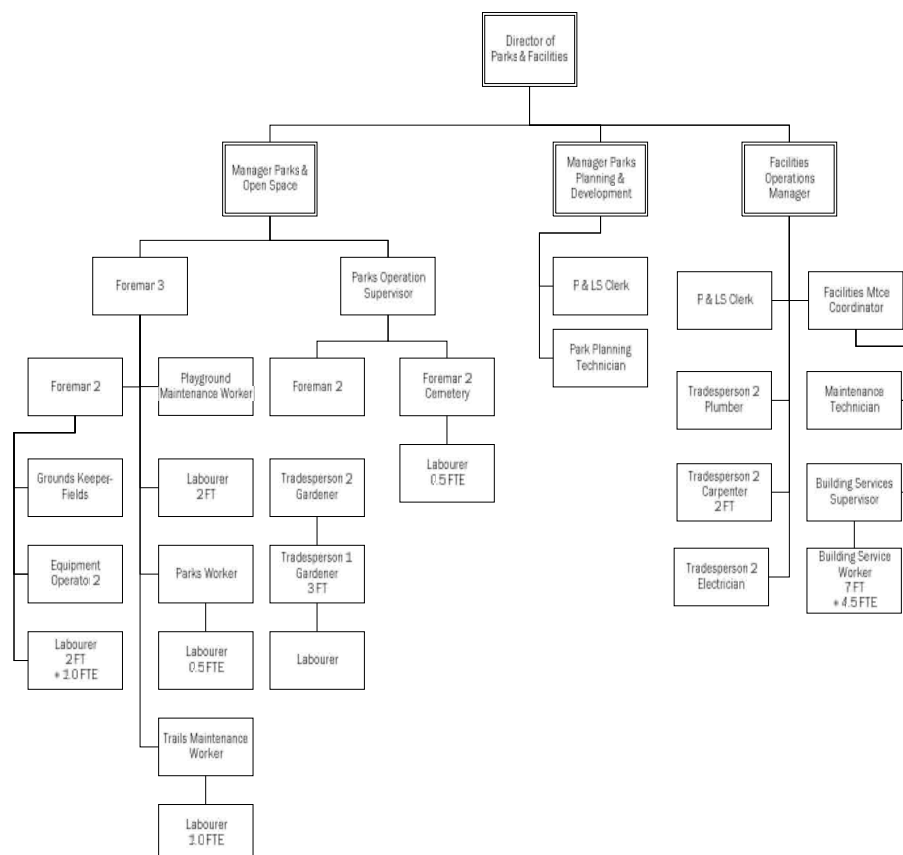 Director of
Parks & Facilities
Manager Parks &
Open Space
Manager Parks
Planning &
Development
Facilities
Operations
Manager
Foremar 3
Parks Operation
Supervisor
P & LS Clerk
P & LS Clerk
Facilities Mtce
Coordinator
Foremar 2
Playground
Maintenance Worker
Foreman 2
Foremar 2
Cemetery
Park Planning
Technician
Tradesperson 2
Plumber
Maintenance
Technician
Grounds Keeper-
Fields
Labourer
2 FT
Tradesperson 2
Gardener
Labourer
0.5 FTE
Tradesperson 2
Carpenter
2 FT
Building Services
Supervisor
Equipment
Operator 2
Parks Worker
Tradesperson 1
Gardener
3 FT
Tradesperson 2
Electrician
Building Service
Worker
7 FT
+ 4.5 FTE
Labourer
2 FT
+ 1.0 FTE
Labourer
0.5 FTE
Labourer
Trails Maintenance
Worker
Labourer
1.0 FTE